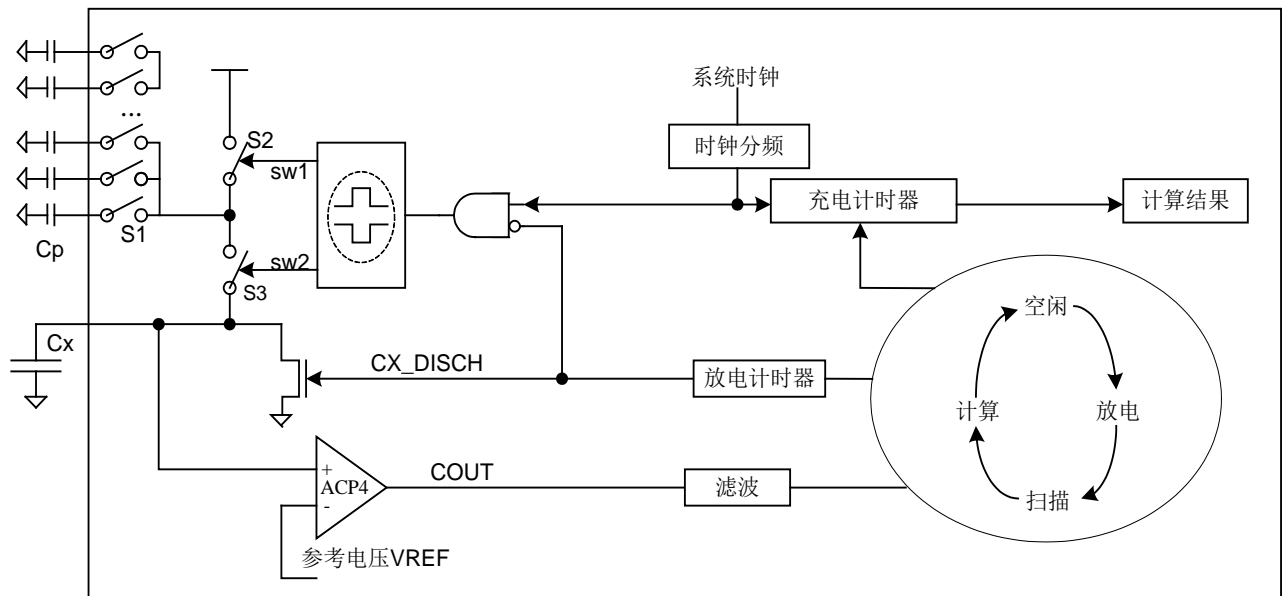 系统时钟
...
S2
时钟分频
sw1
充电计时器
计算结果
S1
Cp
sw2
S3
空闲
Cx
CX_DISCH
放电计时器
计算
放电
+
ACP4
-
COUT
滤波
扫描
参考电压VREF